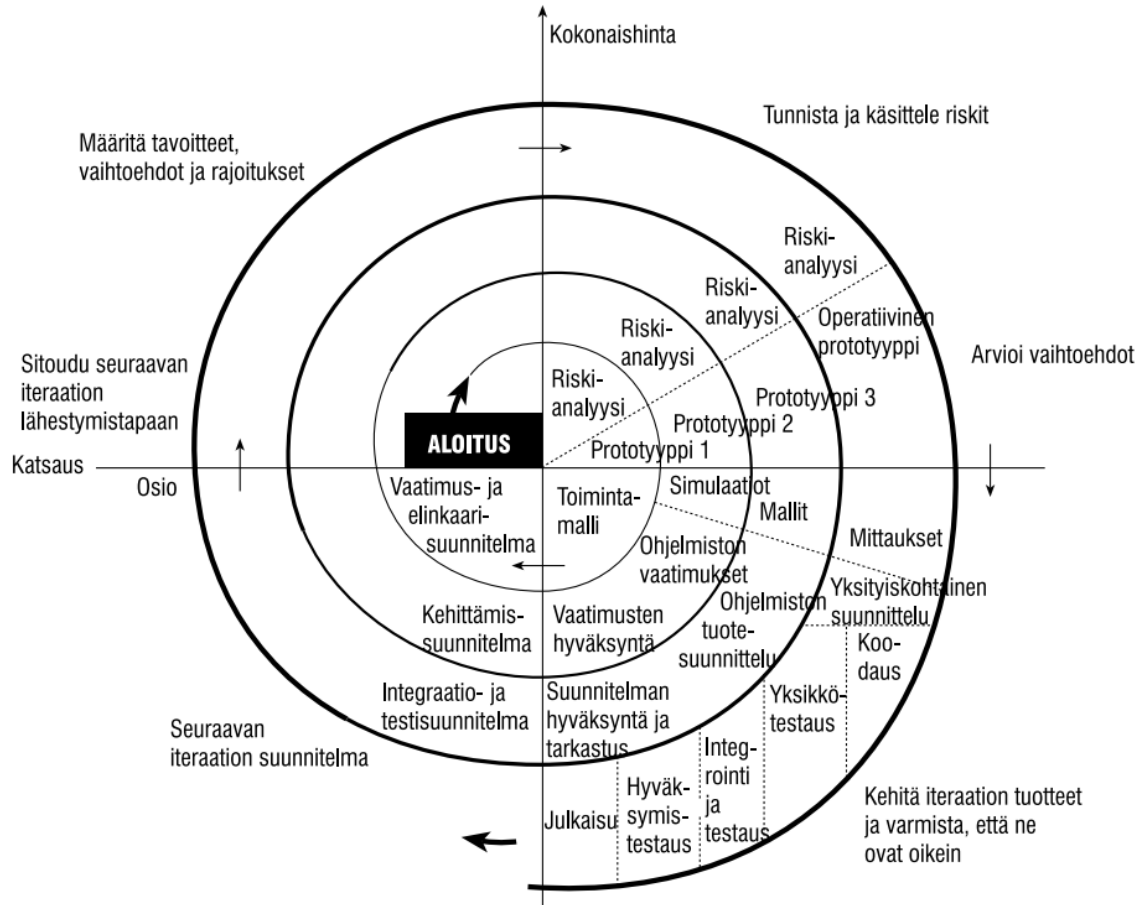 Kokonaishinta
Määritä tavoitteet,
vaihtoehdot ja rajoitukset
Tunnista ja käsittele riskit
Riski-
analyysi
Riski-
analyysi
Riski-
analyysi
Riski-
analyysi
Operatiivinen
prototyyppi
Prototyyppi 3
Prototyyppi 2
Prototyyppi 1
Arvioi vaihtoehdot
Sitoudu seuraavan
iteraation
lähestymistapaan
ALOITUS
Katsaus
Osio
Vaatimus- ja
elinkaari-
suunnitelma
Toiminta-
malli
Simulaatiot
Mallit
Mittaukset
Ohjelmiston
vaatimukset
Ohjelmiston
tuote-
suunnittelu
Yksityiskohtainen
suunnittelu
Kehittämis-
suunnitelma
Vaatimusten
hyväksyntä
Koo-
daus
Integraatio- ja
testisuunnitelma
Suunnitelman
hyväksyntä ja
tarkastus
Yksikkö-
testaus
Integ-
rointi
ja
testaus
Hyväk-
symis-
testaus
Julkaisu
Seuraavan
iteraation suunnitelma
Kehitä iteraation tuotteet
ja varmista, että ne
ovat oikein